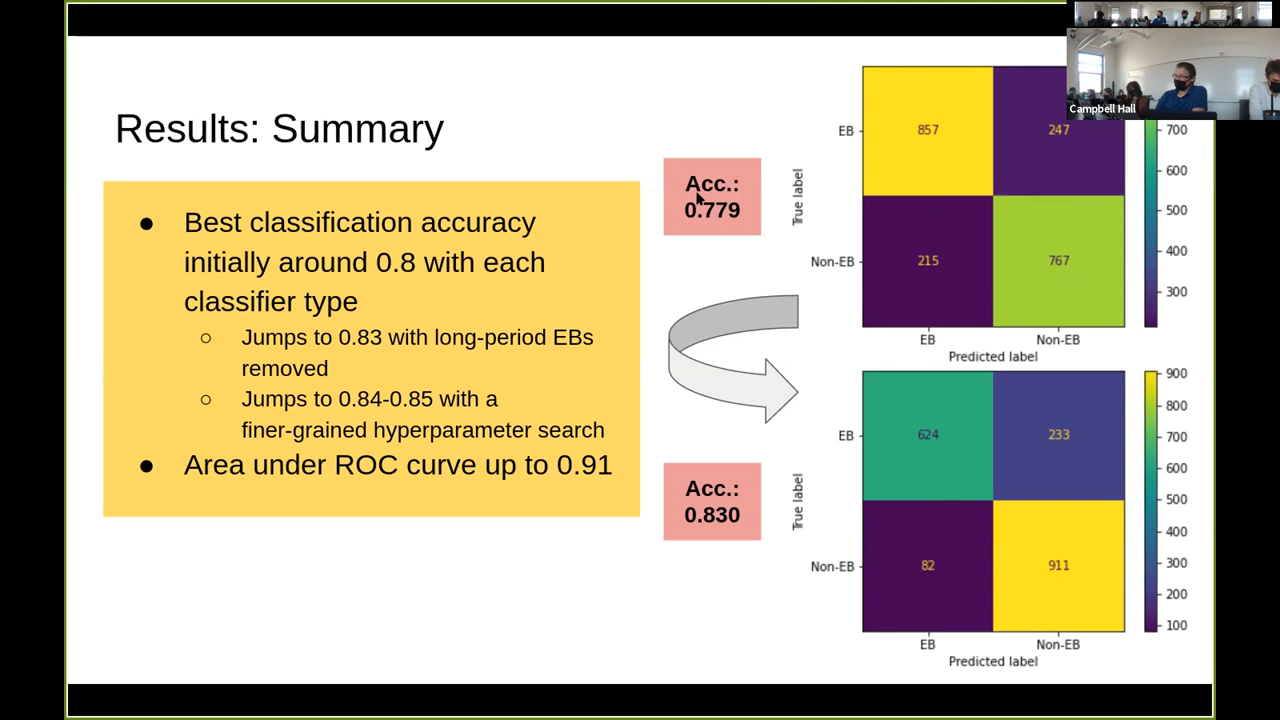 Campbell Hall
Results: Summary
● Best classification accuracy
initially around 0.8 with each
classifier type
○ Jumps to 0.83 with long-period EBs
removed
○ Jumps to 0.84-0.85 with a
finer-grained hyperparameter search
● Area under ROC curve up to 0.91
Acc.:
0.779
Acc.:
0.830
True label
EB
857
247
Non-EB
215
767
EB
Non-EB
Predicted label
700
600
500
400
300
True label
EB
624
233
Non-EB
82
911
EB
Non-EB
Predicted label
900
800
700
600
500
400
300
200
100